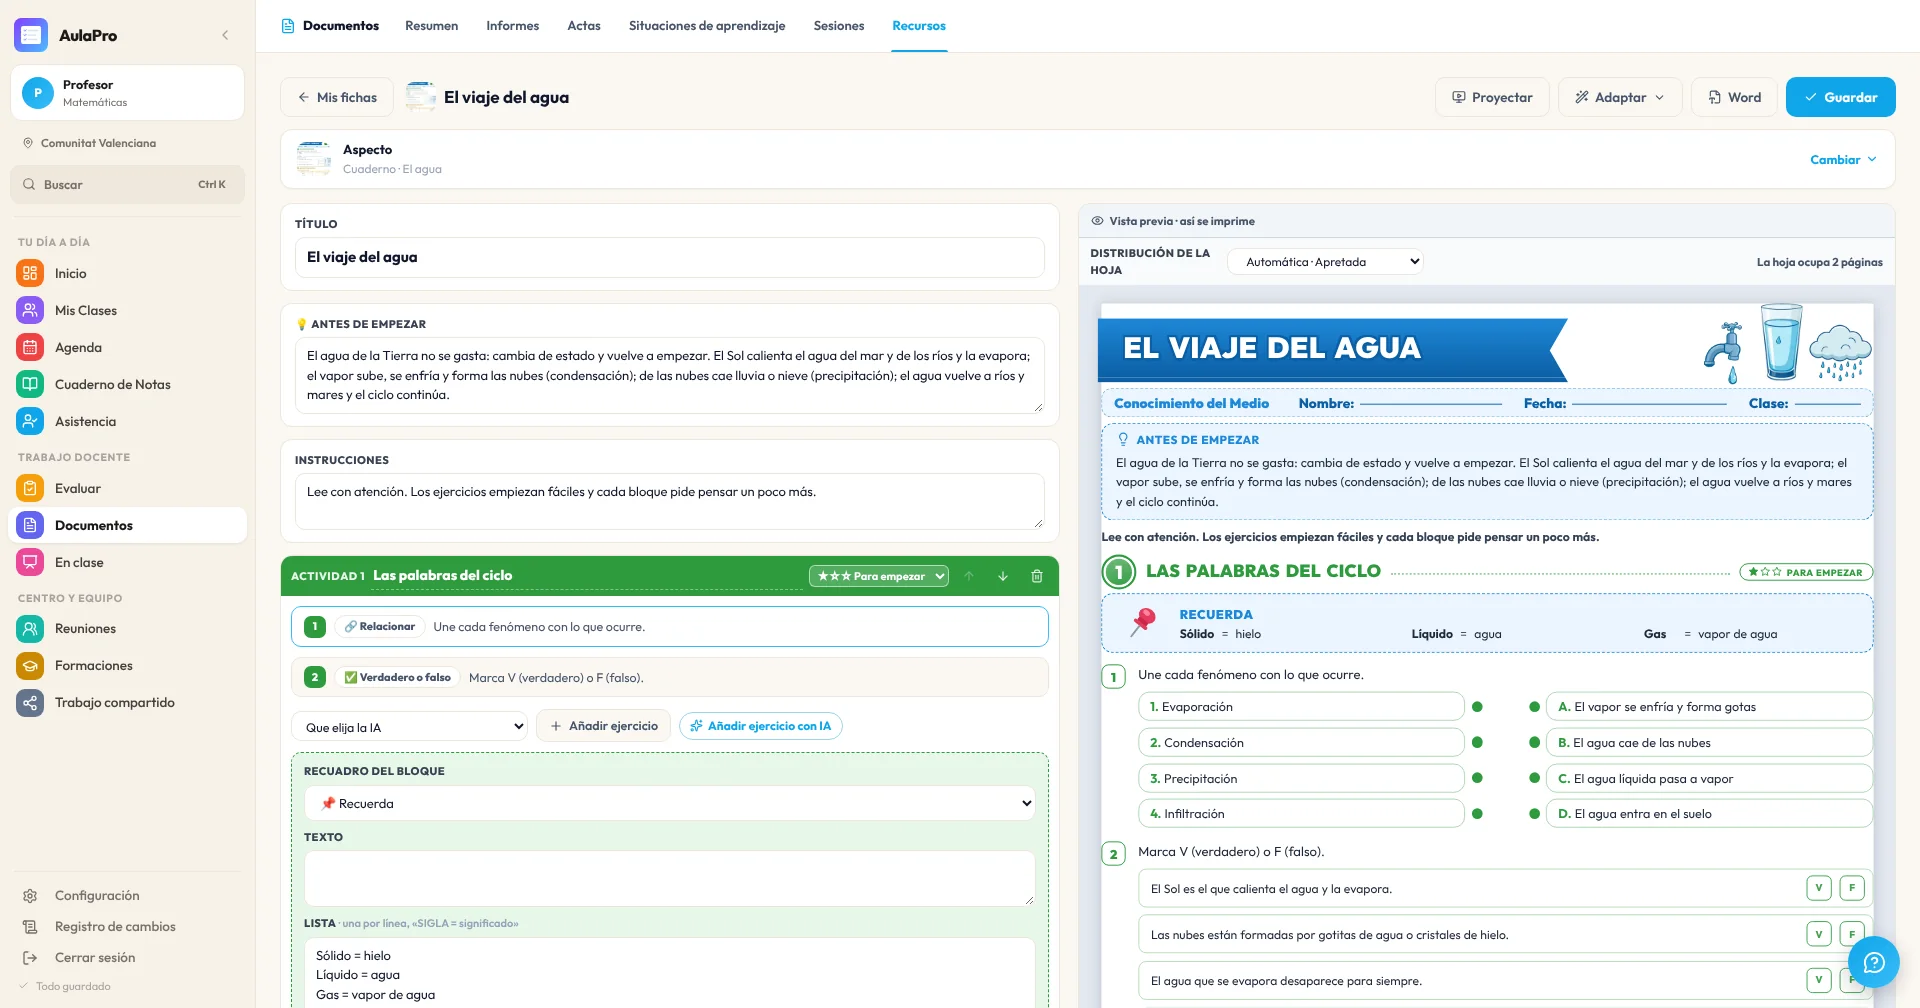 AulaPro
P
Profesor
Matemáticas
Comunitat Valenciana
Buscar
Ctrl K
TU DÍA A DÍA
Inicio
Mis Clases
Agenda
Cuaderno de Notas
Asistencia
TRABAJO DOCENTE
Evaluar
Documentos
En clase
CENTRO Y EQUIPO
Reuniones
Formaciones
Trabajo compartido
Configuración
Registro de cambios
Cerrar sesión
Todo guardado
Documentos
Resumen
Informes
Actas
Situaciones de aprendizaje
Sesiones
Recursos
Mis fichas
El viaje del agua
Proyectar
Adaptar
Word
Guardar
Aspecto
Cuaderno · El agua
Cambiar
TÍTULO
El viaje del agua
ANTES DE EMPEZAR
El agua de la Tierra no se gasta: cambia de estado y vuelve a empezar. El Sol calienta el agua del mar y de los ríos y la evapora;
el vapor sube, se enfría y forma las nubes (condensación); de las nubes cae lluvia o nieve (precipitación); el agua vuelve a ríos y
mares y el ciclo continúa.
INSTRUCCIONES
Lee con atención. Los ejercicios empiezan fáciles y cada bloque pide pensar un poco más.
ACTIVIDAD 1 Las palabras del ciclo
★★★ Para empezar
1 Relacionar Une cada fenómeno con lo que ocurre.
2 Verdadero o falso Marca V (verdadero) o F (falso).
Que elija la IA
Añadir ejercicio
Añadir ejercicio con IA
RECUADRO DEL BLOQUE
Recuerda
TEXTO
LISTA · una por línea, «SIGLA = significado»
Sólido = hielo
Líquido = agua
Gas = vapor de agua
Vista previa · así se imprime
DISTRIBUCIÓN DE LA
HOJA
Automática · Apretada
La hoja ocupa 2 páginas
EL VIAJE DEL AGUA
Conocimiento del Medio Nombre: Fecha: Clase:
ANTES DE EMPEZAR
El agua de la Tierra no se gasta: cambia de estado y vuelve a empezar. El Sol calienta el agua del mar y de los ríos y la evapora; el
vapor sube, se enfría y forma las nubes (condensación); de las nubes cae lluvia o nieve (precipitación); el agua vuelve a ríos y mares
y el ciclo continúa.
Lee con atención. Los ejercicios empiezan fáciles y cada bloque pide pensar un poco más.
1 LAS PALABRAS DEL CICLO
★☆☆ PARA EMPEZAR
RECUERDA
Sólido = hielo Líquido = agua Gas = vapor de agua
1 Une cada fenómeno con lo que ocurre.
1. Evaporación A. El vapor se enfría y forma gotas
2. Condensación B. El agua cae de las nubes
3. Precipitación C. El agua líquida pasa a vapor
4. Infiltración D. El agua entra en el suelo
2 Marca V (verdadero) o F (falso).
El Sol es el que calienta el agua y la evapora. V F
Las nubes están formadas por gotitas de agua o cristales de hielo. V F
El agua que se evapora desaparece para siempre. V F